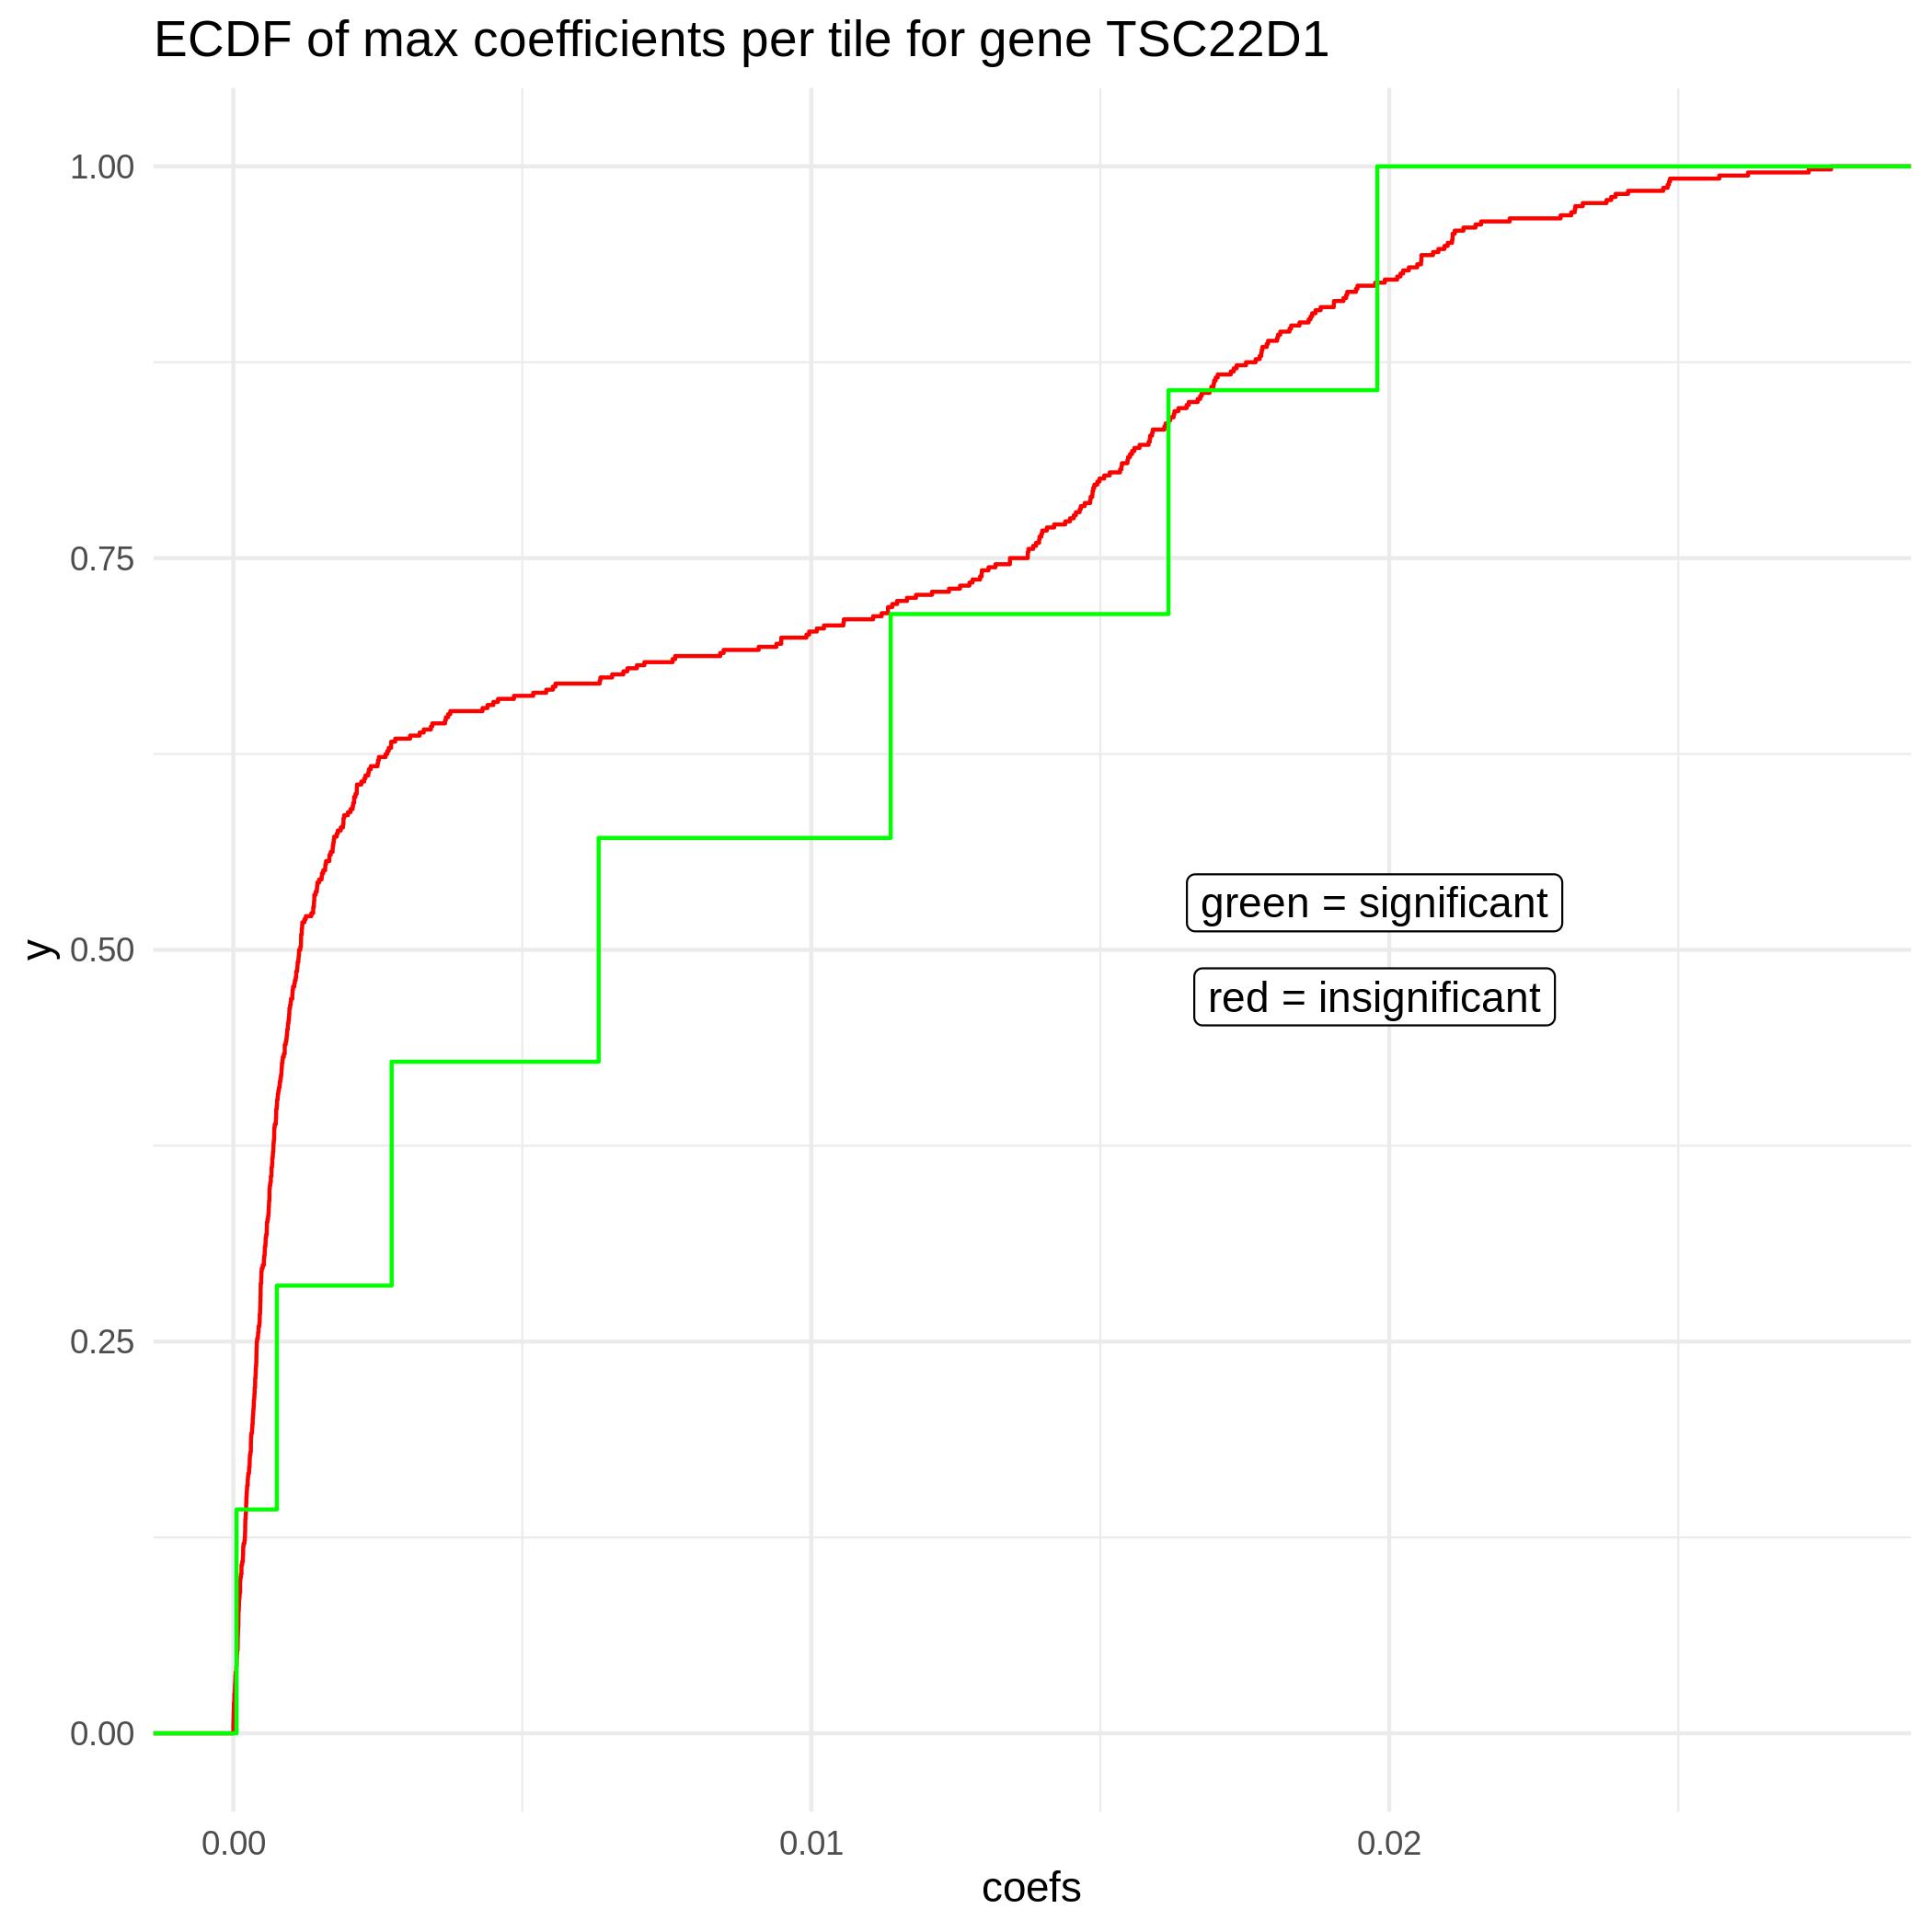 ECDF of max coefficients per tile for gene TSC22D1
1.00
0.75
0.50
0.25
0.00
y
green = significant
red = insignificant
0.00 0.01 0.02
coefs